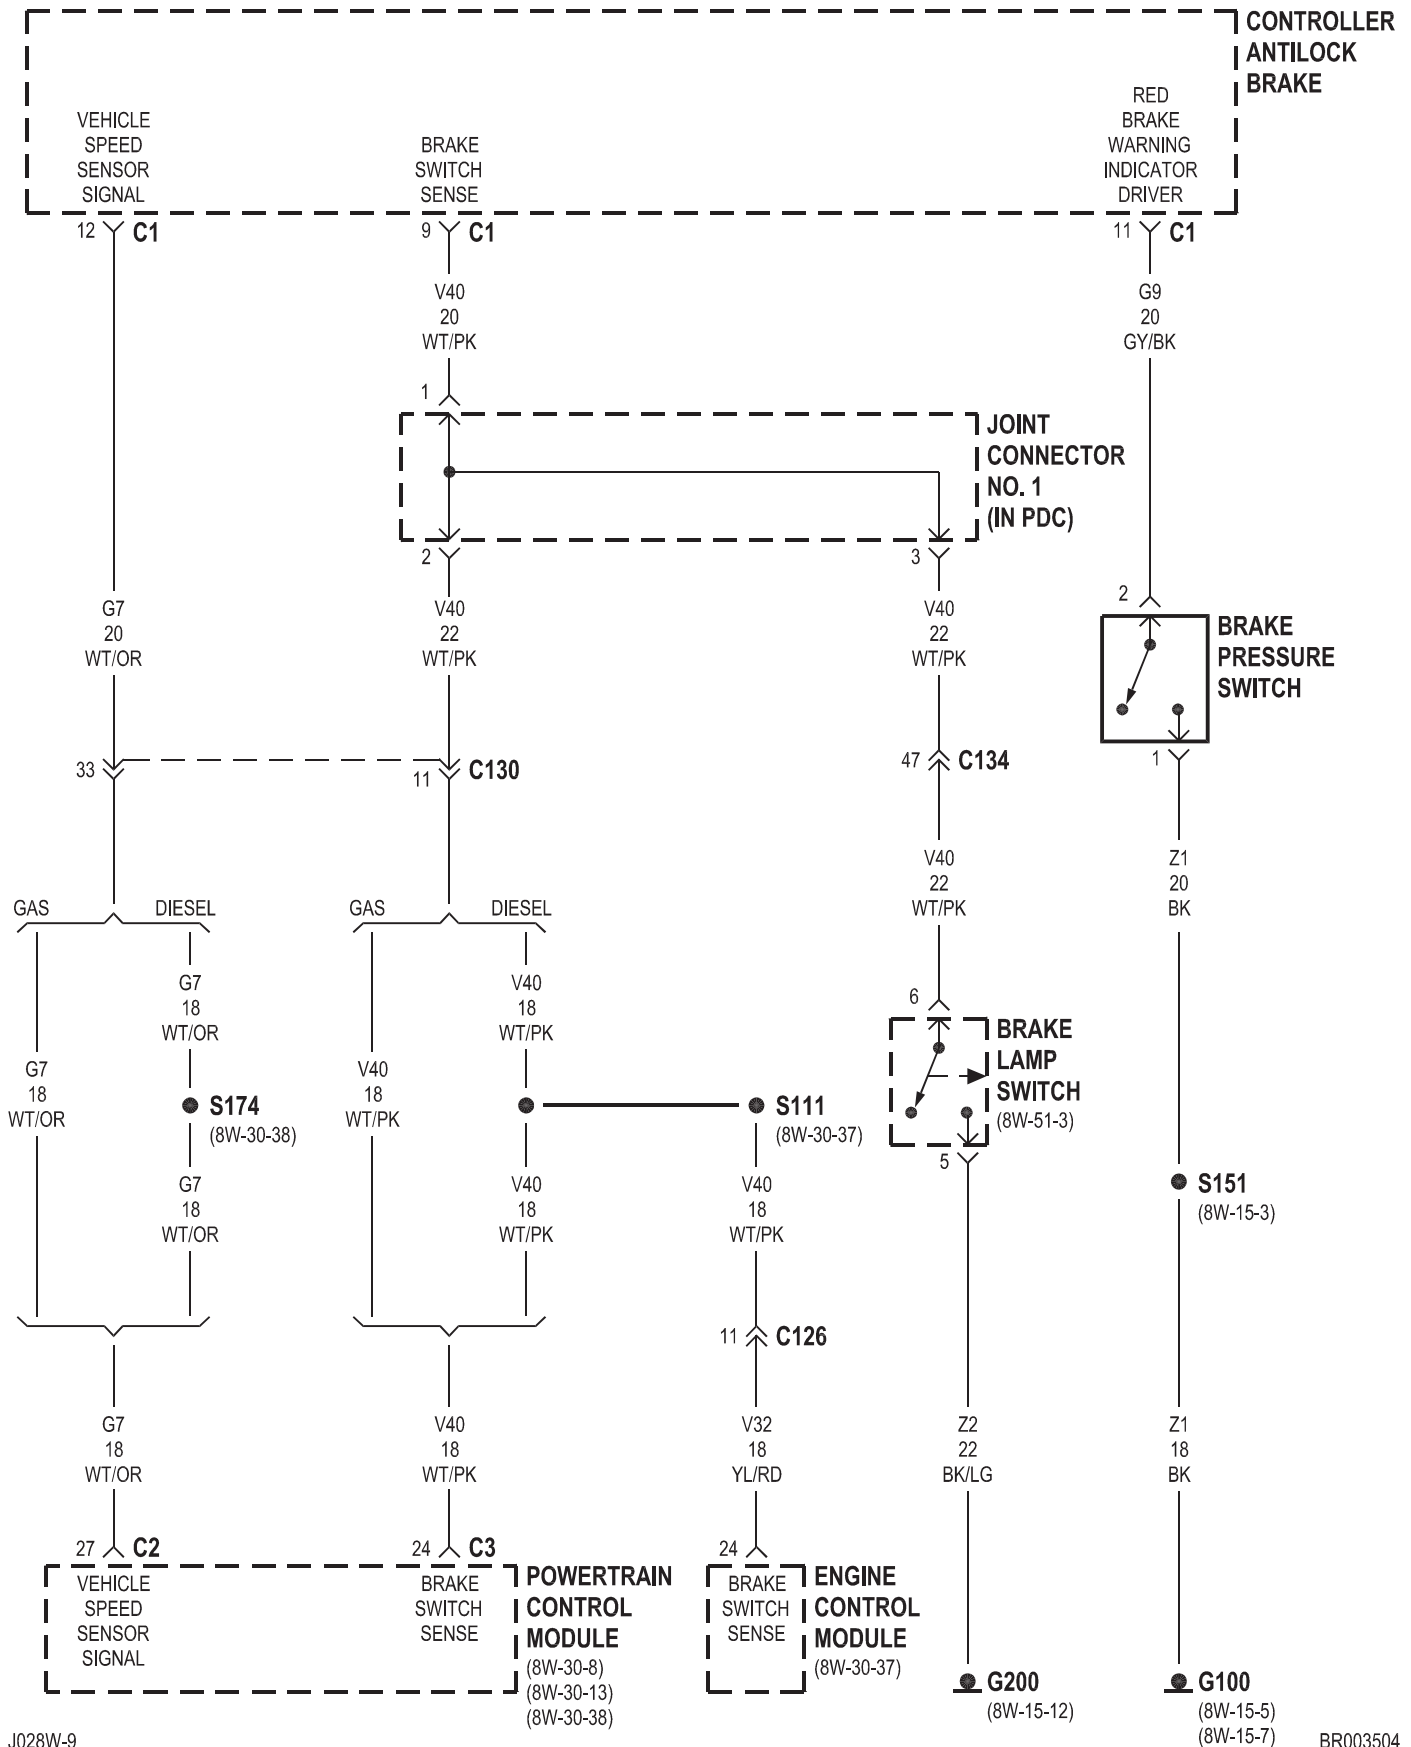 CONTROLLER
ANTILOCK
BRAKE
VEHICLE
SPEED
SENSOR
SIGNAL
BRAKE
SWITCH
SENSE
RED
BRAKE
WARNING
INDICATOR
DRIVER
12 C1
9 C1
11 C1
V40
20
WT/PK
G9
20
GY/BK
1
JOINT
CONNECTOR
NO. 1
(IN PDC)
2
3
G7
20
WT/OR
V40
22
WT/PK
V40
22
WT/PK
2
BRAKE
PRESSURE
SWITCH
1
33
11 C130
47 C134
V40
22
WT/PK
Z1
20
BK
GAS DIESEL
GAS DIESEL
G7
18
WT/OR
V40
18
WT/PK
G7
18
WT/OR
V40
18
WT/PK
6
BRAKE
LAMP
SWITCH
(8W-51-3)
5
S174
(8W-30-38)
S111
(8W-30-37)
G7
18
WT/OR
V40
18
WT/PK
V40
18
WT/PK
S151
(8W-15-3)
11 C126
G7
18
WT/OR
V40
18
WT/PK
V32
18
YL/RD
Z2
22
BK/LG
Z1
18
BK
27 C2
24 C3
24
VEHICLE
SPEED
SENSOR
SIGNAL
BRAKE
SWITCH
SENSE
POWERTRAIN
CONTROL
MODULE
(8W-30-8)
(8W-30-13)
(8W-30-38)
BRAKE
SWITCH
SENSE
ENGINE
CONTROL
MODULE
(8W-30-37)
G200
(8W-15-12)
G100
(8W-15-5)
(8W-15-7)
J028W-9
BR003504